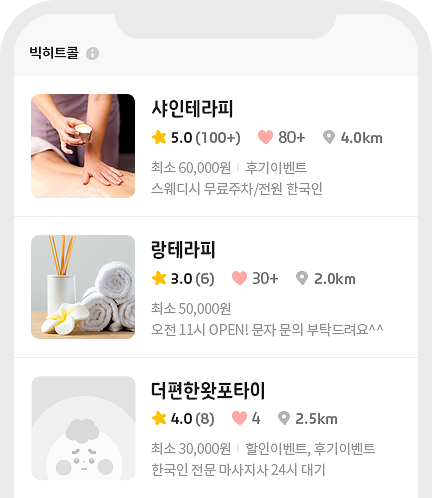 빅히트콜
샤인테라피
5.0 (100+) 80+ 4.0km
최소 60,000원 | 후기이벤트
스웨디시 무료주차/전원 한국인
랑테라피
3.0 (6) 30+ 2.0km
최소 50,000원
오전 11시 OPEN! 문자 문의 부탁드려요^^
더편한왓포타이
4.0 (8) 4 2.5km
최소 30,000원 | 할인이벤트, 후기이벤트
한국인 전문 마사지사 24시 대기